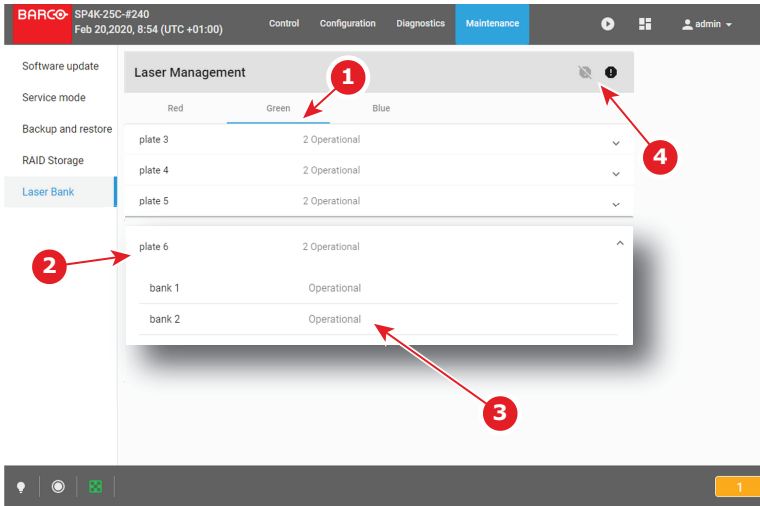 BARCO SP4K-25C-#240
Feb 20,2020, 8:54 (UTC +01:00)
Control Configuration Diagnostics Maintenance admin
Software update
Service mode
Backup and restore
RAID Storage
Laser Bank
Laser Management
1
4
Red Green Blue
plate 3 2 Operational
plate 4 2 Operational
plate 5 2 Operational
2
plate 6 2 Operational
bank 1 Operational
bank 2 Operational
3
1